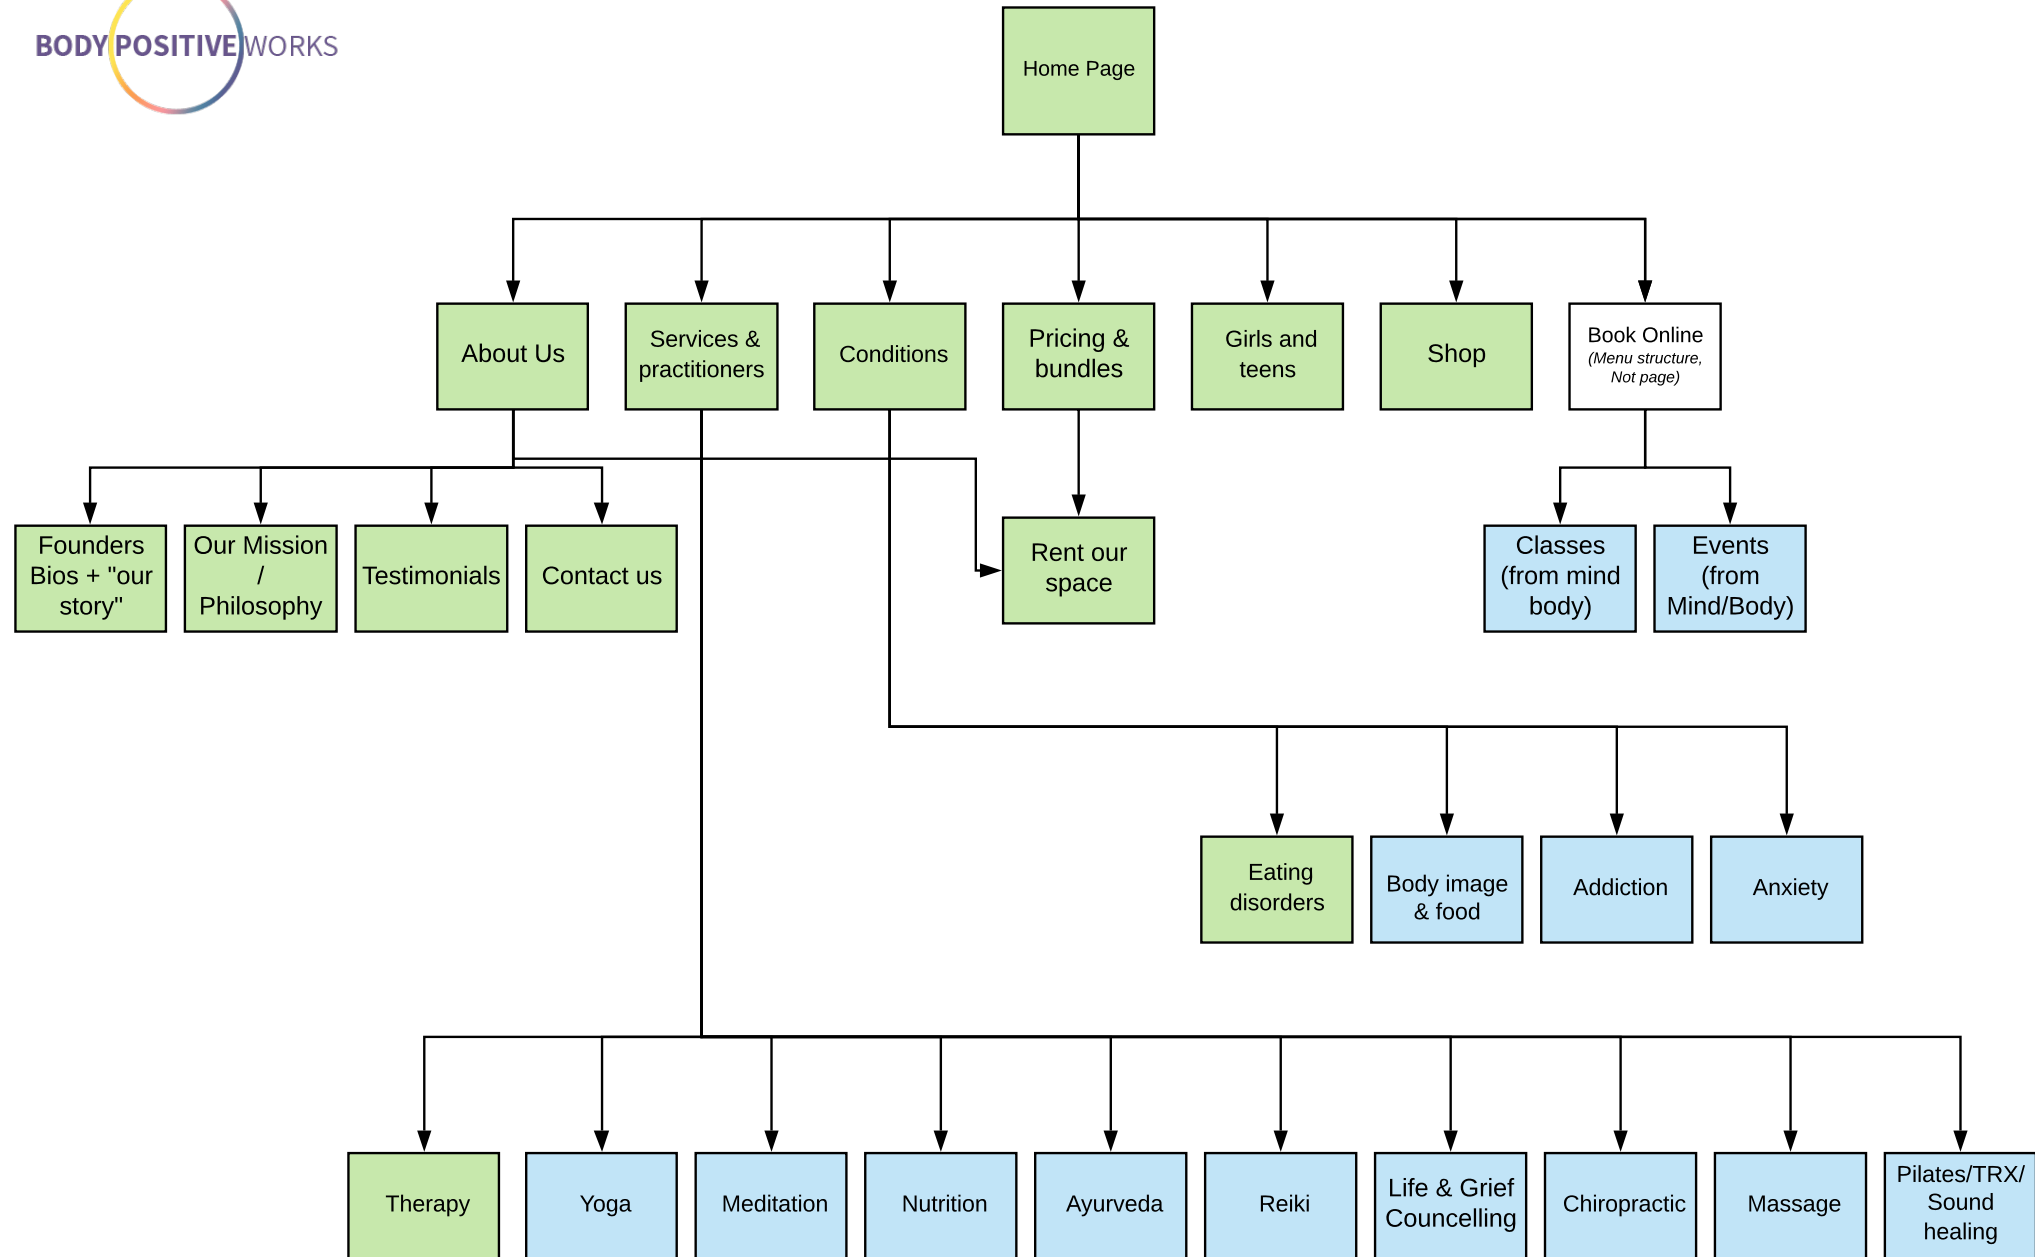 BODY POSITIVE WORKS
Home Page
About Us
Services &
practitioners
Conditions
Pricing &
bundles
Girls and
teens
Shop
Book Online
(Menu structure,
Not page)
Founders
Bios + "our
story"
Our Mission
/
Philosophy
Testimonials
Contact us
Rent our
space
Classes
(from mind
body)
Events
(from
Mind/Body)
Eating
disorders
Body image
& food
Addiction
Anxiety
Therapy
Yoga
Meditation
Nutrition
Ayurveda
Reiki
Life & Grief
Councelling
Chiropractic
Massage
Pilates/TRX/
Sound
healing